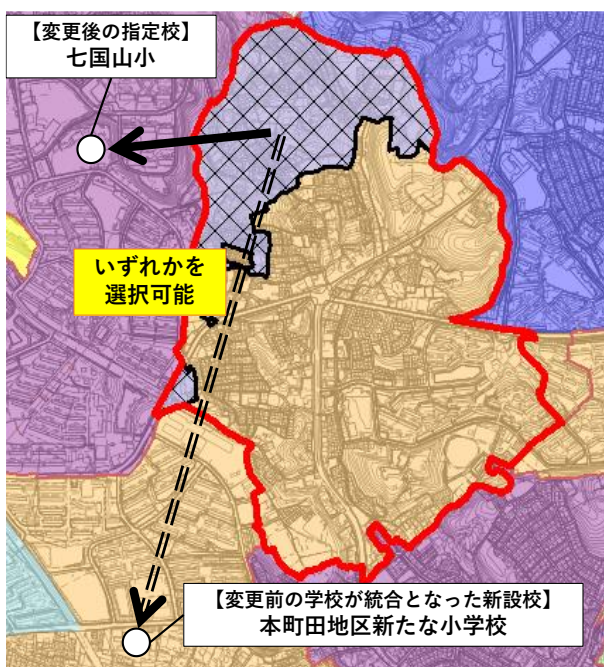 【変更後の指定校】
七国山小
いずれかを
選択可能
【変更前の学校が統合となった新設校】
本町田地区新たな小学校